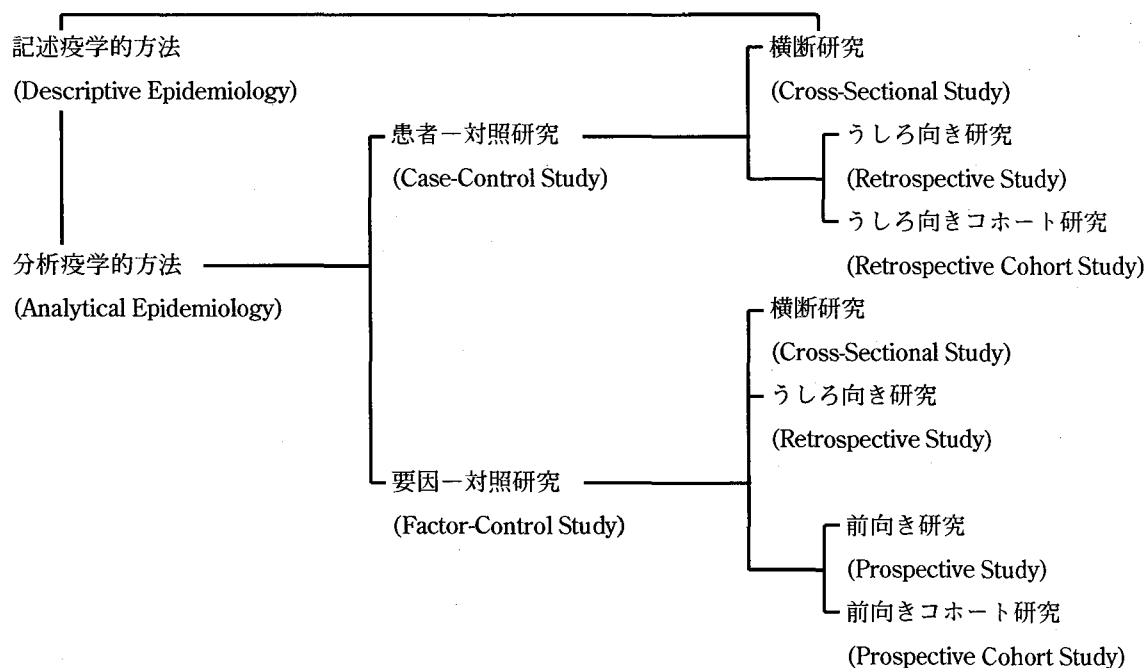 記述疫学的方法
(Descriptive Epidemiology)
分析疫学的方法
(Analytical Epidemiology)
患者ー対照研究
(Case-Control Study)
横断研究
(Cross-Sectional Study)
うしろ向き研究
(Retrospective Study)
うしろ向きコホート研究
(Retrospective Cohort Study)
要因ー対照研究
(Factor-Control Study)
横断研究
(Cross-Sectional Study)
うしろ向き研究
(Retrospective Study)
前向き研究
(Prospective Study)
前向きコホート研究
(Prospective Cohort Study)